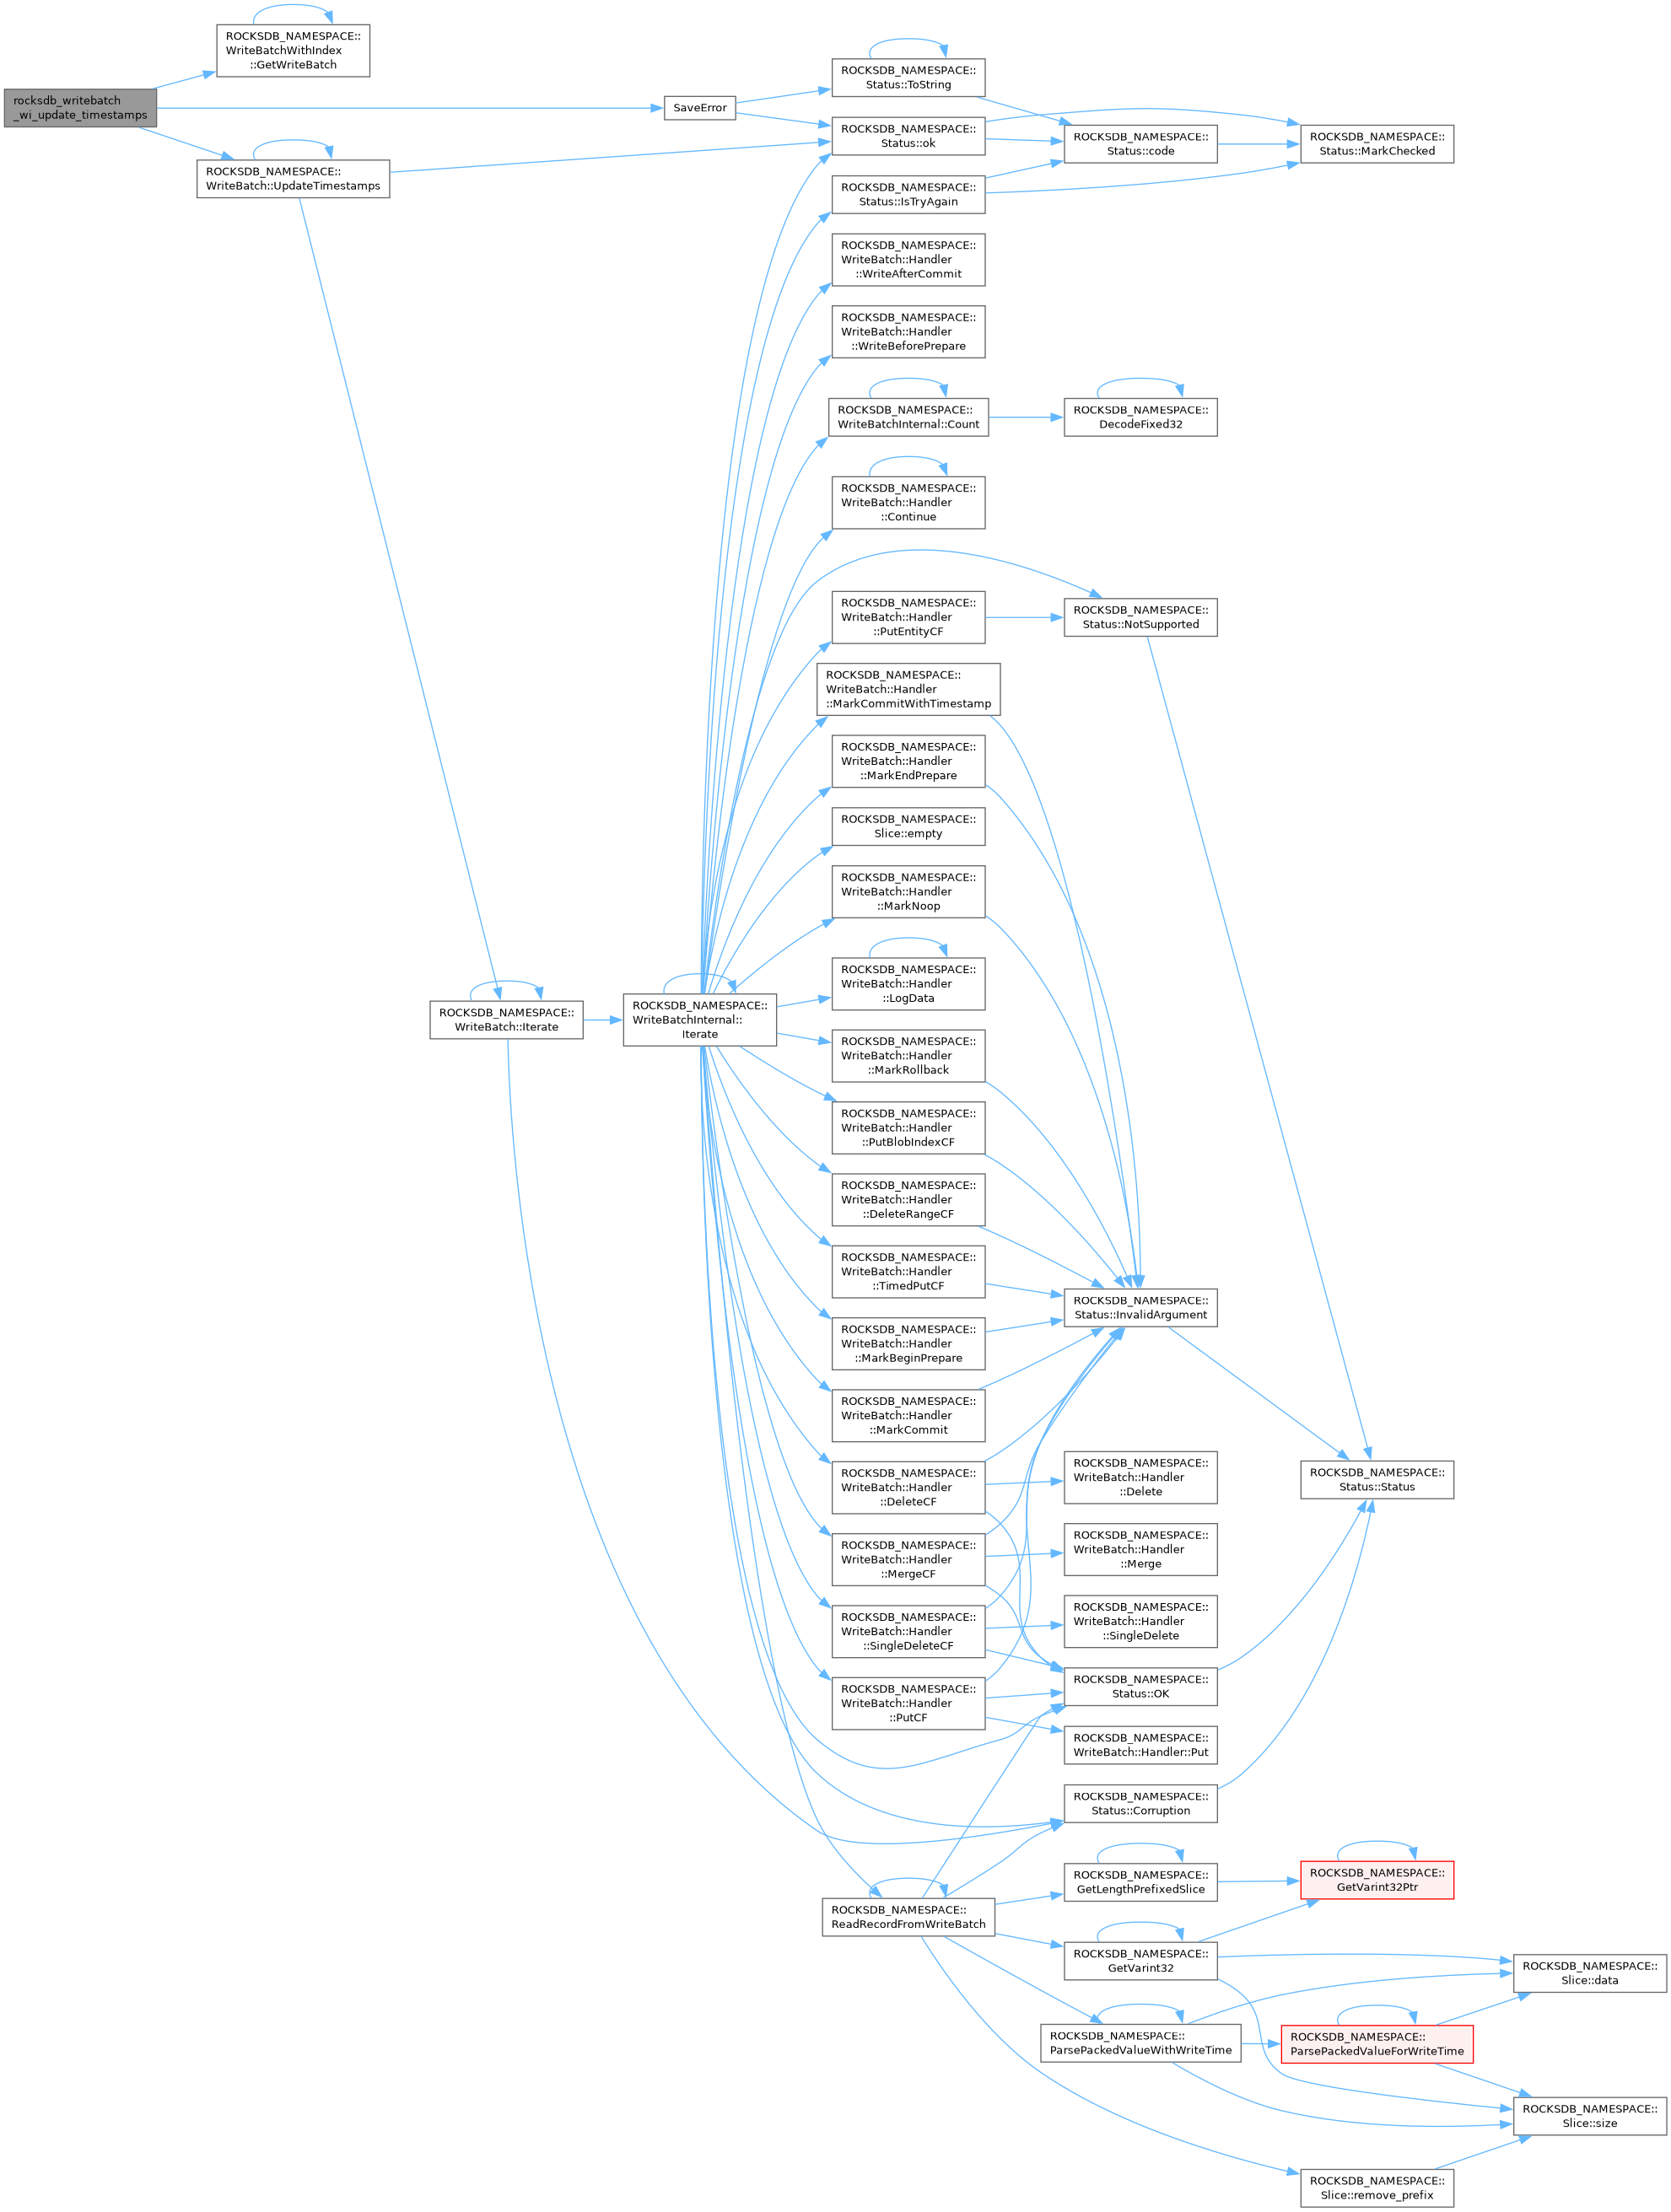 ROCKSDB_NAMESPACE::
WriteBatchWithIndex
::GetWriteBatch
rocksdb_writebatch
_wi_update_timestamps
ROCKSDB_NAMESPACE::
WriteBatch::UpdateTimestamps
SaveError
ROCKSDB_NAMESPACE::
Status::ToString
ROCKSDB_NAMESPACE::
Status::ok
ROCKSDB_NAMESPACE::
Status::code
ROCKSDB_NAMESPACE::
Status::MarkChecked
ROCKSDB_NAMESPACE::
Status::IsTryAgain
ROCKSDB_NAMESPACE::
WriteBatch::Handler
::WriteAfterCommit
ROCKSDB_NAMESPACE::
WriteBatch::Handler
::WriteBeforePrepare
ROCKSDB_NAMESPACE::
WriteBatchInternal::Count
ROCKSDB_NAMESPACE::
DecodeFixed32
ROCKSDB_NAMESPACE::
WriteBatch::Handler
::Continue
ROCKSDB_NAMESPACE::
WriteBatch::Handler
::PutEntityCF
ROCKSDB_NAMESPACE::
Status::NotSupported
ROCKSDB_NAMESPACE::
WriteBatch::Handler
::MarkCommitWithTimestamp
ROCKSDB_NAMESPACE::
WriteBatch::Handler
::MarkEndPrepare
ROCKSDB_NAMESPACE::
Slice::empty
ROCKSDB_NAMESPACE::
WriteBatch::Handler
::MarkNoop
ROCKSDB_NAMESPACE::
WriteBatch::Handler
::LogData
ROCKSDB_NAMESPACE::
WriteBatch::Iterate
ROCKSDB_NAMESPACE::
WriteBatchInternal::
Iterate
ROCKSDB_NAMESPACE::
WriteBatch::Handler
::MarkRollback
ROCKSDB_NAMESPACE::
WriteBatch::Handler
::PutBlobIndexCF
ROCKSDB_NAMESPACE::
WriteBatch::Handler
::DeleteRangeCF
ROCKSDB_NAMESPACE::
WriteBatch::Handler
::TimedPutCF
ROCKSDB_NAMESPACE::
Status::InvalidArgument
ROCKSDB_NAMESPACE::
WriteBatch::Handler
::MarkBeginPrepare
ROCKSDB_NAMESPACE::
WriteBatch::Handler
::MarkCommit
ROCKSDB_NAMESPACE::
WriteBatch::Handler
::DeleteCF
ROCKSDB_NAMESPACE::
WriteBatch::Handler
::Delete
ROCKSDB_NAMESPACE::
Status::Status
ROCKSDB_NAMESPACE::
WriteBatch::Handler
::MergeCF
ROCKSDB_NAMESPACE::
WriteBatch::Handler
::Merge
ROCKSDB_NAMESPACE::
WriteBatch::Handler
::SingleDeleteCF
ROCKSDB_NAMESPACE::
WriteBatch::Handler
::SingleDelete
ROCKSDB_NAMESPACE::
WriteBatch::Handler
::PutCF
ROCKSDB_NAMESPACE::
Status::OK
ROCKSDB_NAMESPACE::
WriteBatch::Handler::Put
ROCKSDB_NAMESPACE::
Status::Corruption
ROCKSDB_NAMESPACE::
GetLengthPrefixedSlice
ROCKSDB_NAMESPACE::
GetVarint32Ptr
ROCKSDB_NAMESPACE::
ReadRecordFromWriteBatch
ROCKSDB_NAMESPACE::
GetVarint32
ROCKSDB_NAMESPACE::
Slice::data
ROCKSDB_NAMESPACE::
ParsePackedValueWithWriteTime
ROCKSDB_NAMESPACE::
ParsePackedValueForWriteTime
ROCKSDB_NAMESPACE::
Slice::size
ROCKSDB_NAMESPACE::
Slice::remove_prefix